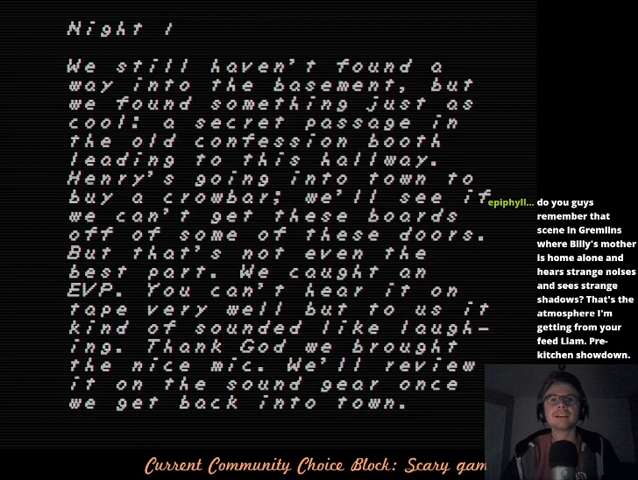 Night 1
We still haven't found a
way into the basement, but
we found something just as
cool: a secret passage in
the old confession booth
leading to this hallway.
Henry's going into town to
buy a crowbar; we'll see if
we can't get these boards
off of some of these doors.
But that's not even the
best part. We caught an
EVP. You can't hear it on
tape very well but to us it
kind of sounded like laugh-
ing. Thank God we brought
the nice mic. We'll review
it on the sound gear once
we get back into town.
epiphyll... do you guys
remember that
scene in Gremlins
where Billy's mother
is home alone and
hears strange noises
and sees strange
shadows? That's the
atmosphere I'm
getting from your
feed Liam. Pre-
kitchen showdown.
Current Community Choice Block: Scary gam